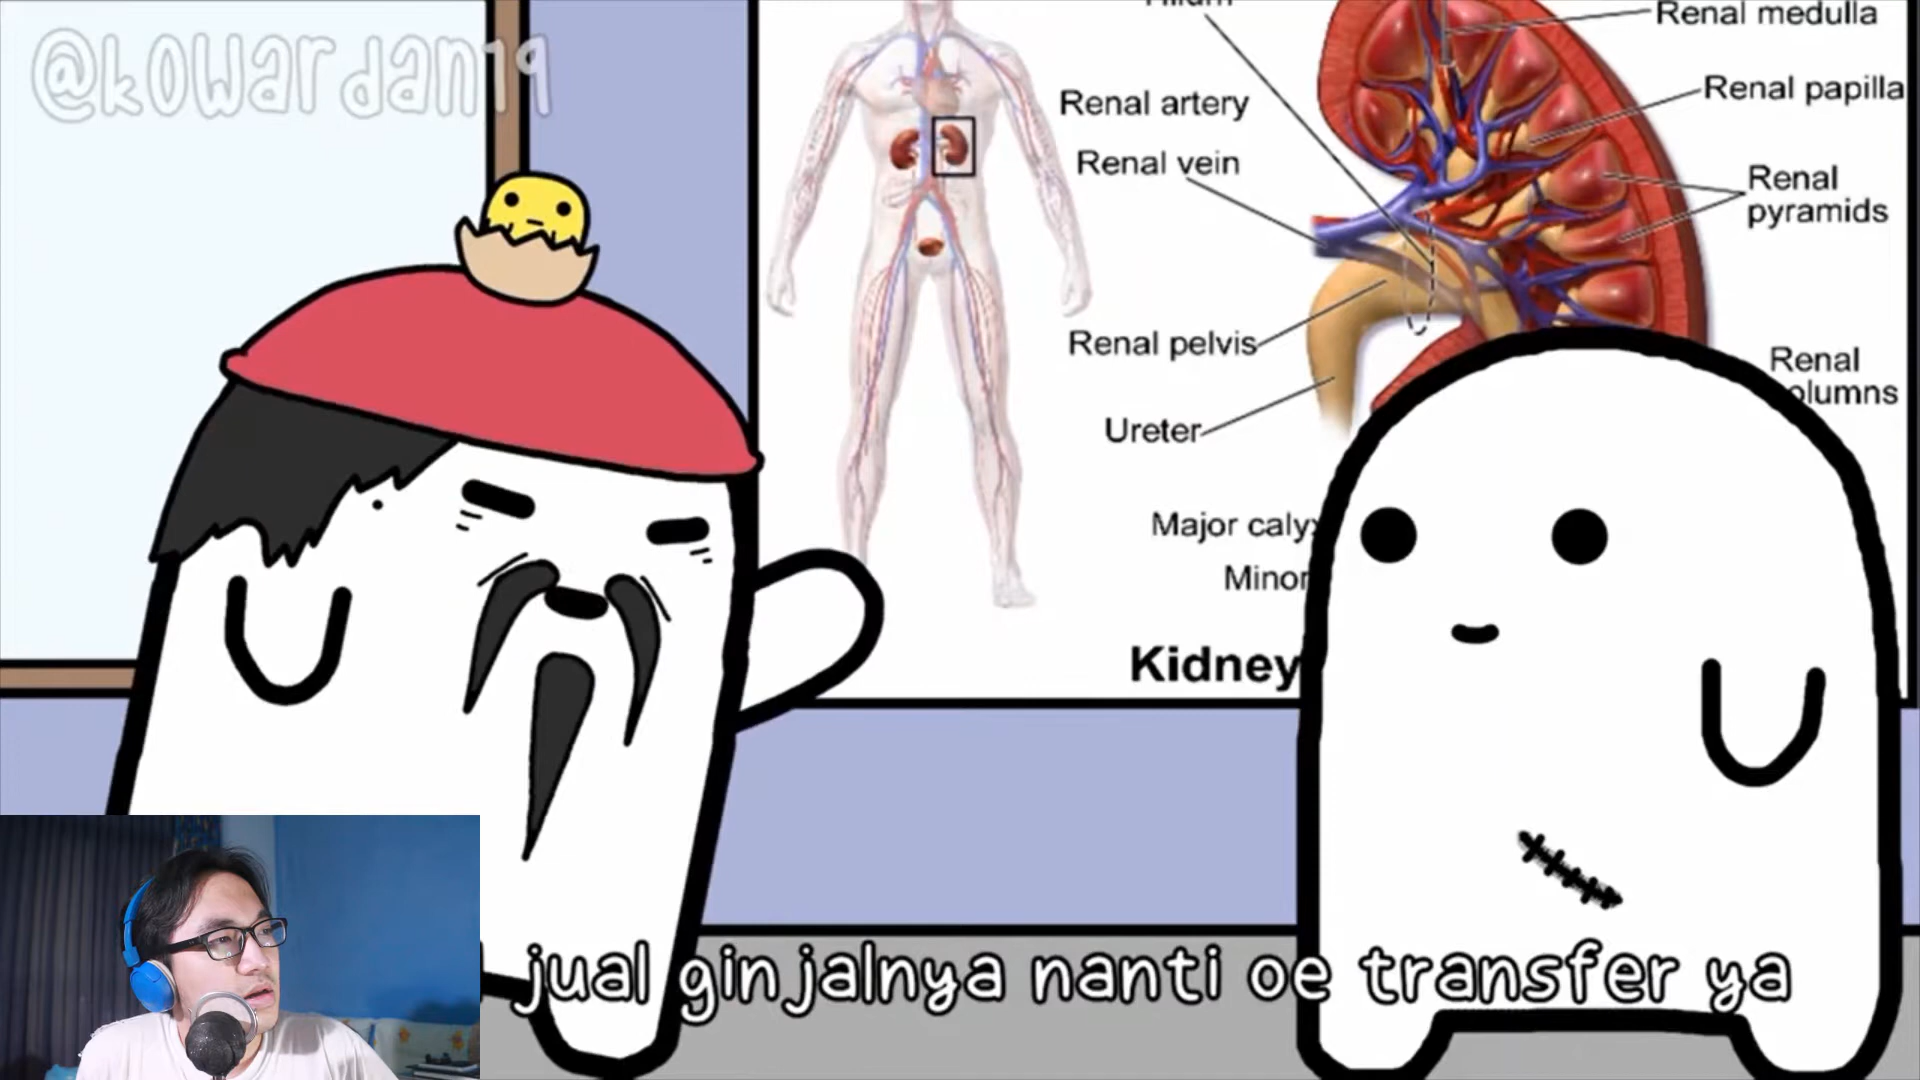 @kowardan19
Renal medulla
Renal artery
Renal papilla
Renal vein
Renal
pyramids
Renal pelvis
Renal
Ureter
Major
Minor
Kidney
jual ginjalnya nanti oe transfer ya